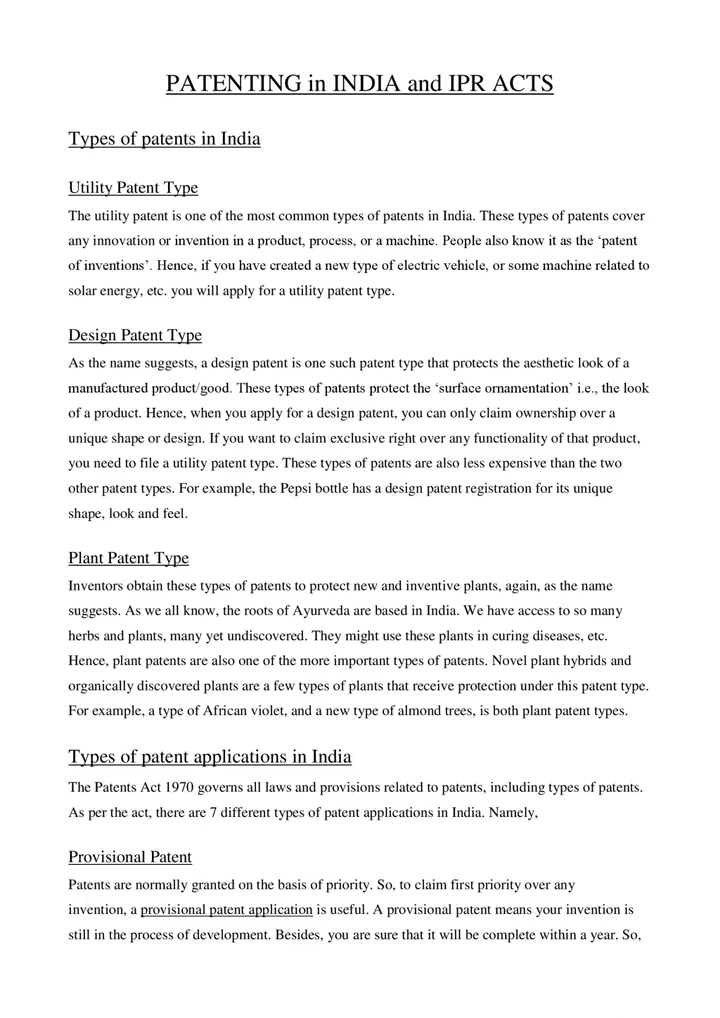 PATENTING in INDIA and IPR ACTS
Types of patents in India
Utility Patent Type
The utility patent is one of the most common types of patents in India. These types of patents cover
any innovation or invention in a product, process, or a machine. People also know it as the ‘patent
of inventions’. Hence, if you have created a new type of electric vehicle, or some machine related to
solar energy, etc. you will apply for a utility patent type.
Design Patent Type
As the name suggests, a design patent is one such patent type that protects the aesthetic look of a
manufactured product/good. These types of patents protect the ‘surface ornamentation’ i.e., the look
of a product. Hence, when you apply for a design patent, you can only claim ownership over a
unique shape or design. If you want to claim exclusive right over any functionality of that product,
you need to file a utility patent type. These types of patents are also less expensive than the two
other patent types. For example, the Pepsi bottle has a design patent registration for its unique
shape, look and feel.
Plant Patent Type
Inventors obtain these types of patents to protect new and inventive plants, again, as the name
suggests. As we all know, the roots of Ayurveda are based in India. We have access to so many
herbs and plants, many yet undiscovered. They might use these plants in curing diseases, etc.
Hence, plant patents are also one of the more important types of patents. Novel plant hybrids and
organically discovered plants are a few types of plants that receive protection under this patent type.
For example, a type of African violet, and a new type of almond trees, is both plant patent types.
Types of patent applications in India
The Patents Act 1970 governs all laws and provisions related to patents, including types of patents.
As per the act, there are 7 different types of patent applications in India. Namely,
Provisional Patent
Patents are normally granted on the basis of priority. So, to claim first priority over any
invention, a provisional patent application is useful. A provisional patent means your invention is
still in the process of development. Besides, you are sure that it will be complete within a year. So,